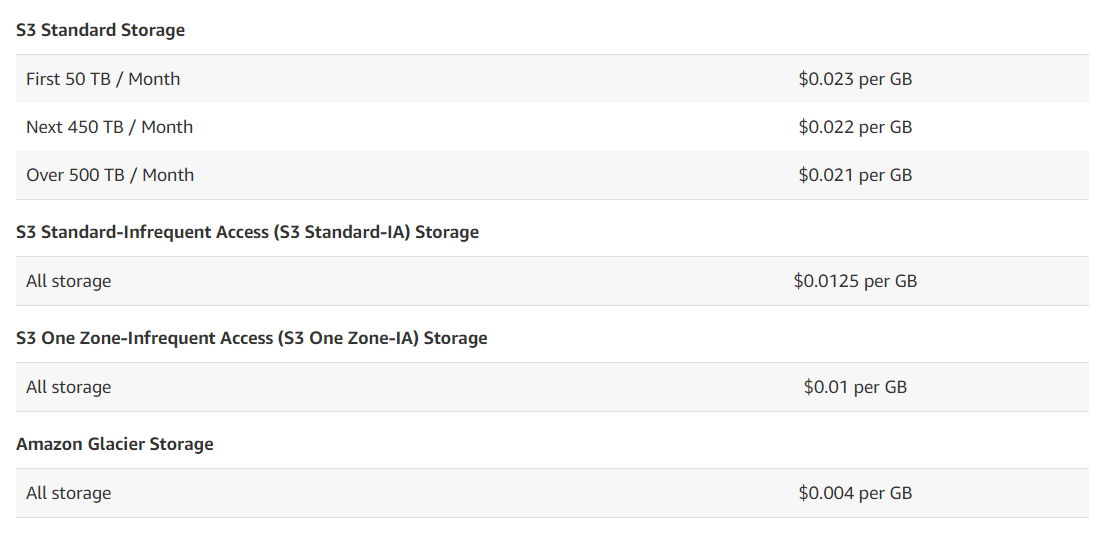 S3 Standard Storage
First 50 TB / Month $0.023 per GB
Next 450 TB / Month $0.022 per GB
Over 500 TB / Month $0.021 per GB
S3 Standard-Infrequent Access (S3 Standard-IA) Storage
All storage $0.0125 per GB
S3 One Zone-Infrequent Access (S3 One Zone-IA) Storage
All storage $0.01 per GB
Amazon Glacier Storage
All storage $0.004 per GB